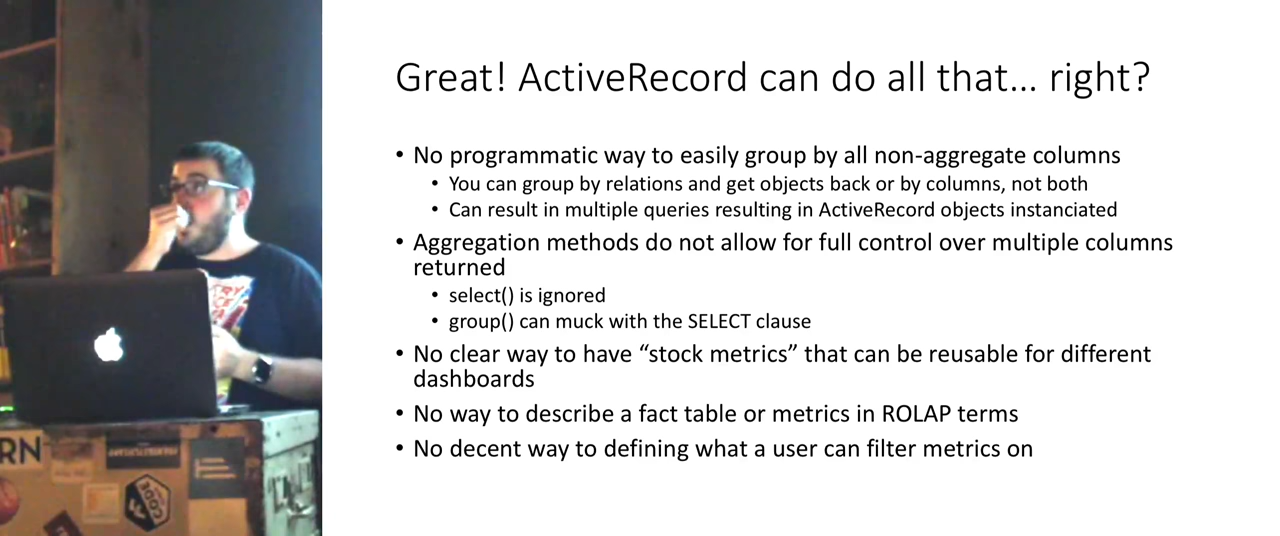 Great! ActiveRecord can do all that... right?
• No programmatic way to easily group by all non-aggregate columns
• You can group by relations and get objects back or by columns, not both
• Can result in multiple queries resulting in ActiveRecord objects instanciated
• Aggregation methods do not allow for full control over multiple columns
returned
• select() is ignored
• group() can muck with the SELECT clause
• No clear way to have “stock metrics” that can be reusable for different
dashboards
• No way to describe a fact table or metrics in ROLAP terms
• No decent way to defining what a user can filter metrics on
RN
CODE